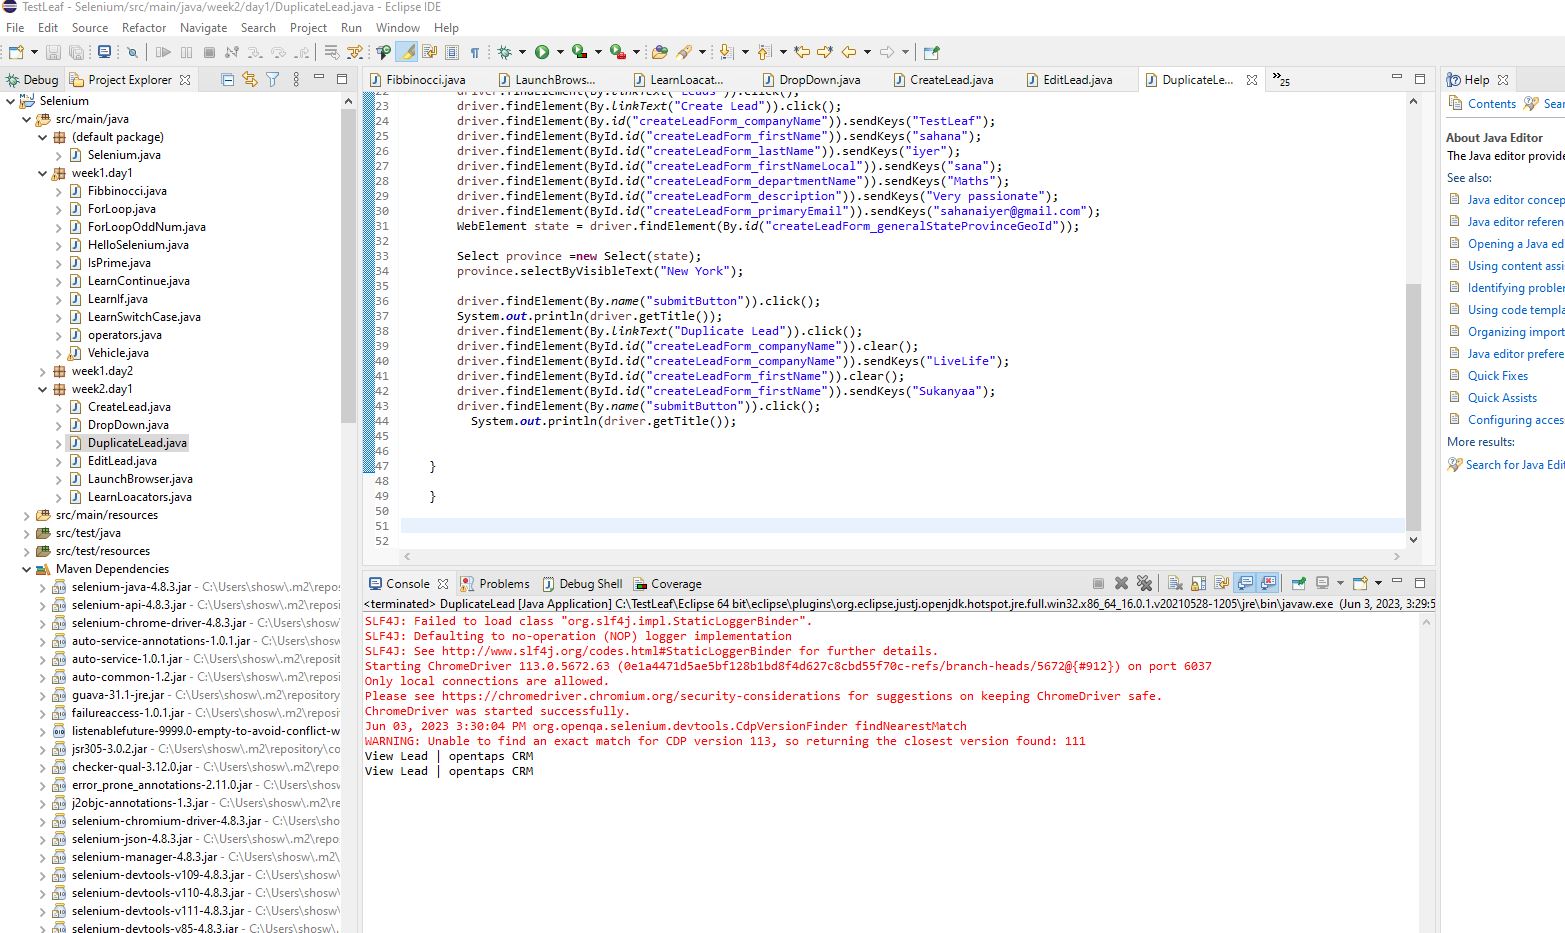 TestLeaf - Selenium/src/main/java/week2/day1/DuplicateLead.java - Eclipse IDE
File Edit Source Refactor Navigate Search Project Run Window Help
Debug Project Explorer
Selenium
src/main/java
(default package)
Selenium.java
week1.day1
Fibbinocci.java
ForLoop.java
ForLoopOddNum.java
HelloSelenium.java
IsPrime.java
LearnContinue.java
LearnIf.java
LearnSwitchCase.java
operators.java
Vehicle.java
week1.day2
week2.day1
CreateLead.java
DropDown.java
DuplicateLead.java
EditLead.java
LaunchBrowser.java
LearnLoacators.java
src/main/resources
src/test/java
src/test/resources
Maven Dependencies
selenium-java-4.8.3.jar - C:\Users\shosw\.m2\repos
selenium-api-4.8.3.jar - C:\Users\shosw\.m2\reposi
selenium-chrome-driver-4.8.3.jar - C:\Users\shosw\
auto-service-annotations-1.0.1.jar - C:\Users\shosw\
auto-service-1.0.1.jar - C:\Users\shosw\.m2\reposit
auto-common-1.2.jar - C:\Users\shosw\.m2\reposit
guava-31.1-jre.jar - C:\Users\shosw\.m2\repository
failureaccess-1.0.1.jar - C:\Users\shosw\.m2\reposi
listenablefuture-9999.0-empty-to-avoid-conflict-w
jsr305-3.0.2.jar - C:\Users\shosw\.m2\repository\co
checker-qual-3.12.0.jar - C:\Users\shosw\.m2\repos
error_prone_annotations-2.11.0.jar - C:\Users\shosw
j2objc-annotations-1.3.jar - C:\Users\shosw\.m2\re
selenium-chromium-driver-4.8.3.jar - C:\Users\shosw
selenium-json-4.8.3.jar - C:\Users\shosw\.m2\repo
selenium-manager-4.8.3.jar - C:\Users\shosw\.m2\
selenium-devtools-v109-4.8.3.jar - C:\Users\shosw\
selenium-devtools-v110-4.8.3.jar - C:\Users\shosw\
selenium-devtools-v111-4.8.3.jar - C:\Users\shosw\
selenium-devtools-v85-4.8.3.jar - C:\Users\shosw\.
Fibbinocci.java LaunchBrows... LearnLoacat... DropDown.java CreateLead.java EditLead.java DuplicateLe... 25
22 driver.findElement(By.linkText("Leads")).click();
23 driver.findElement(By.linkText("Create Lead")).click();
24 driver.findElement(By.id("createLeadForm_companyName")).sendKeys("TestLeaf");
25 driver.findElement(ById.id("createLeadForm_firstName")).sendKeys("sahana");
26 driver.findElement(ById.id("createLeadForm_lastName")).sendKeys("iyer");
27 driver.findElement(ById.id("createLeadForm_firstNameLocal")).sendKeys("sana");
28 driver.findElement(ById.id("createLeadForm_departmentName")).sendKeys("Maths");
29 driver.findElement(ById.id("createLeadForm_description")).sendKeys("Very passionate");
30 driver.findElement(ById.id("createLeadForm_primaryEmail")).sendKeys("sahanaiyer@gmail.com");
31 WebElement state = driver.findElement(By.id("createLeadForm_generalStateProvinceGeoId"));
32
33 Select province =new Select(state);
34 province.selectByVisibleText("New York");
35
36 driver.findElement(By.name("submitButton")).click();
37 System.out.println(driver.getTitle());
38 driver.findElement(By.linkText("Duplicate Lead")).click();
39 driver.findElement(ById.id("createLeadForm_companyName")).clear();
40 driver.findElement(ById.id("createLeadForm_companyName")).sendKeys("LiveLife");
41 driver.findElement(ById.id("createLeadForm_firstName")).clear();
42 driver.findElement(ById.id("createLeadForm_firstName")).sendKeys("Sukanyaa");
43 driver.findElement(By.name("submitButton")).click();
44 System.out.println(driver.getTitle());
45
46
47 }
48
49 }
50
51
52
Console Problems Debug Shell Coverage
<terminated> DuplicateLead [Java Application] C:\TestLeaf\Eclipse 64 bit\eclipse\plugins\org.eclipse.justj.openjdk.hotspot.jre.full.win32.x86_64_16.0.1.v20210528-1205\jre\bin\javaw.exe (Jun 3, 2023, 3:29:5
SLF4J: Failed to load class "org.slf4j.impl.StaticLoggerBinder".
SLF4J: Defaulting to no-operation (NOP) logger implementation
SLF4J: See http://www.slf4j.org/codes.html#StaticLoggerBinder for further details.
Starting ChromeDriver 113.0.5672.63 (0e1a4471d5ae5bf128b1bd8f4d627c8cbd55f70c-refs/branch-heads/5672@{#912}) on port 6037
Only local connections are allowed.
Please see https://chromedriver.chromium.org/security-considerations for suggestions on keeping ChromeDriver safe.
ChromeDriver was started successfully.
Jun 03, 2023 3:30:04 PM org.openqa.selenium.devtools.CdpVersionFinder findNearestMatch
WARNING: Unable to find an exact match for CDP version 113, so returning the closest version found: 111
View Lead | opentaps CRM
View Lead | opentaps CRM
Help
Contents Sear
About Java Editor
The Java editor provide
See also:
Java editor concep
Java editor referen
Opening a Java ed
Using content assi
Identifying probler
Using code templa
Organizing import
Java editor prefere
Quick Fixes
Quick Assists
Configuring acces
More results:
Search for Java Edit